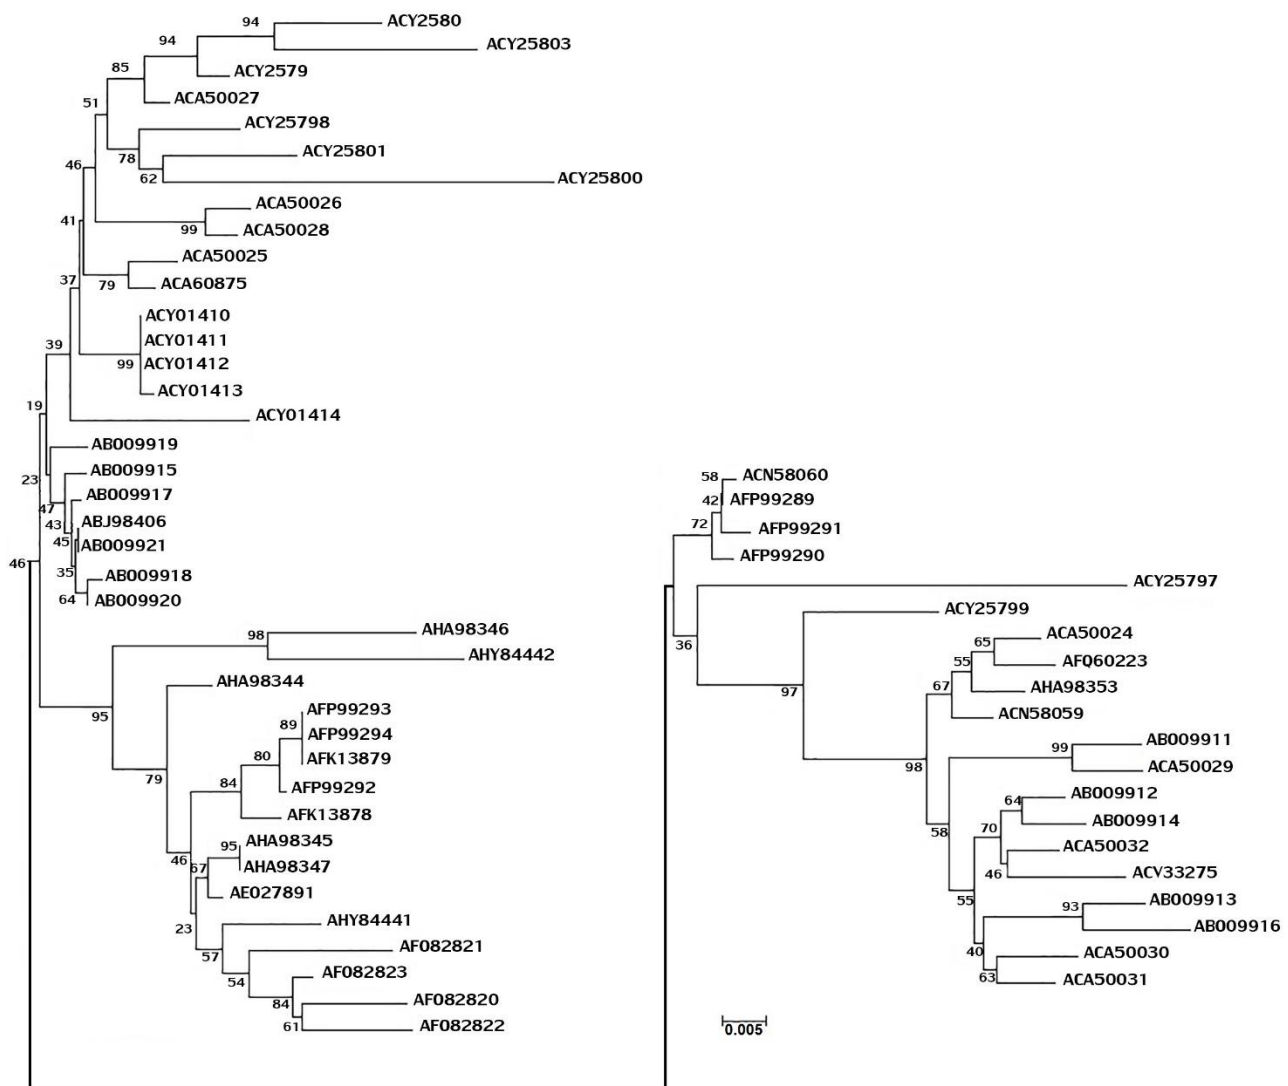 94
ACY2580
94
ACY25803
85
ACY2579
ACA50027
51
ACY25798
78
ACY25801
62
ACY25800
46
ACA50026
99
ACA50028
41
ACA50025
79
ACA60875
37
ACY01410
ACY01411
39
99
ACY01412
ACY01413
19
ACY01414
AB009919
23
AB009915
47
AB009917
43
ABJ98406
45
AB009921
46
35
AB009918
64
AB009920
98
AHA98346
AHY84442
95
AHA98344
89
AFP99293
AFP99294
80
AFK13879
79
84
AFP99292
AFK13878
95
AHA98345
46
67
AHA98347
AE027891
23
AHY84441
57
AF082821
54
AF082823
84
AF082820
61
AF082822
58
ACN58060
42
AFP99289
72
AFP99291
AFP99290
ACY25797
36
ACY25799
97
65
ACA50024
55
AFQ60223
67
AHA98353
ACN58059
98
99
AB009911
ACA50029
58
64
AB009912
70
AB009914
ACA50032
46
ACV33275
55
93
AB009913
AB009916
40
ACA50030
63
ACA50031
0.005